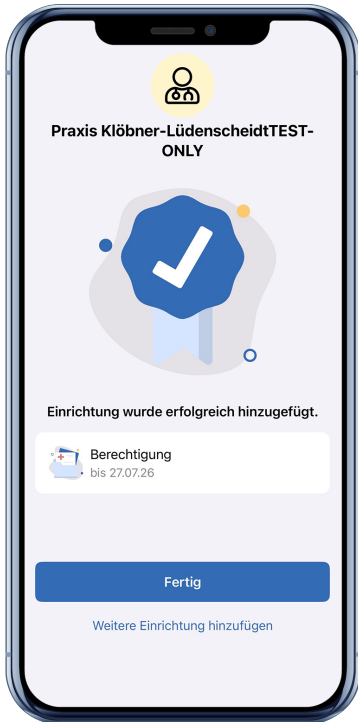 Praxis Klöbner-LüdenscheidtTEST-
ONLY
Einrichtung wurde erfolgreich hinzugefügt.
Berechtigung
bis 27.07.26
Fertig
Weitere Einrichtung hinzufügen